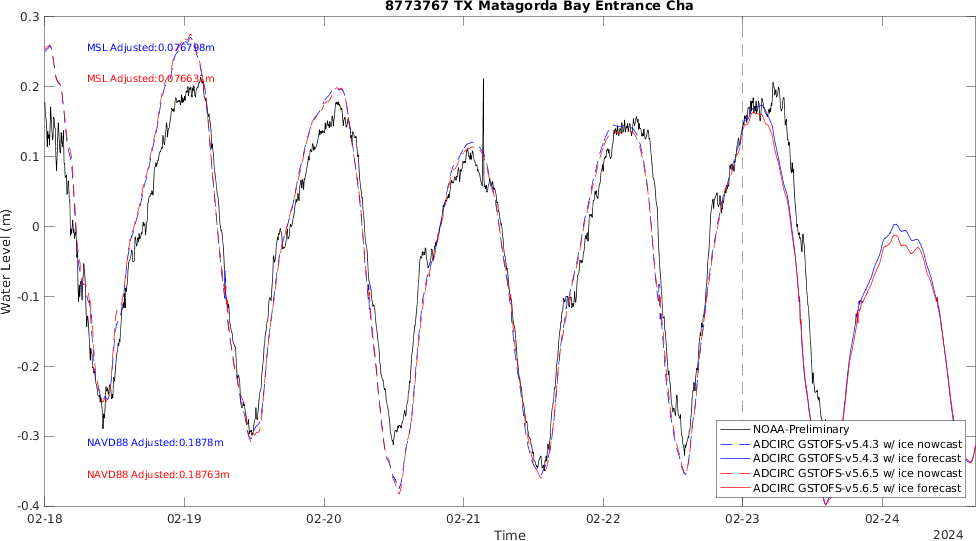 8773767 TX Matagorda Bay Entrance Cha
0.3
0.2
0.1
0
-0.1
-0.2
-0.3
-0.4
Water Level (m)
MSL Adjusted:0.076798m
MSL Adjusted:0.076631m
NAVD88 Adjusted:0.1878m
NAVD88 Adjusted:0.18763m
NOAA-Preliminary
ADCIRC GSTOFS-v5.4.3 w/ ice nowcast
ADCIRC GSTOFS-v5.4.3 w/ ice forecast
ADCIRC GSTOFS-v5.6.5 w/ ice nowcast
ADCIRC GSTOFS-v5.6.5 w/ ice forecast
02-18 02-19 02-20 02-21 02-22 02-23 02-24
Time
2024